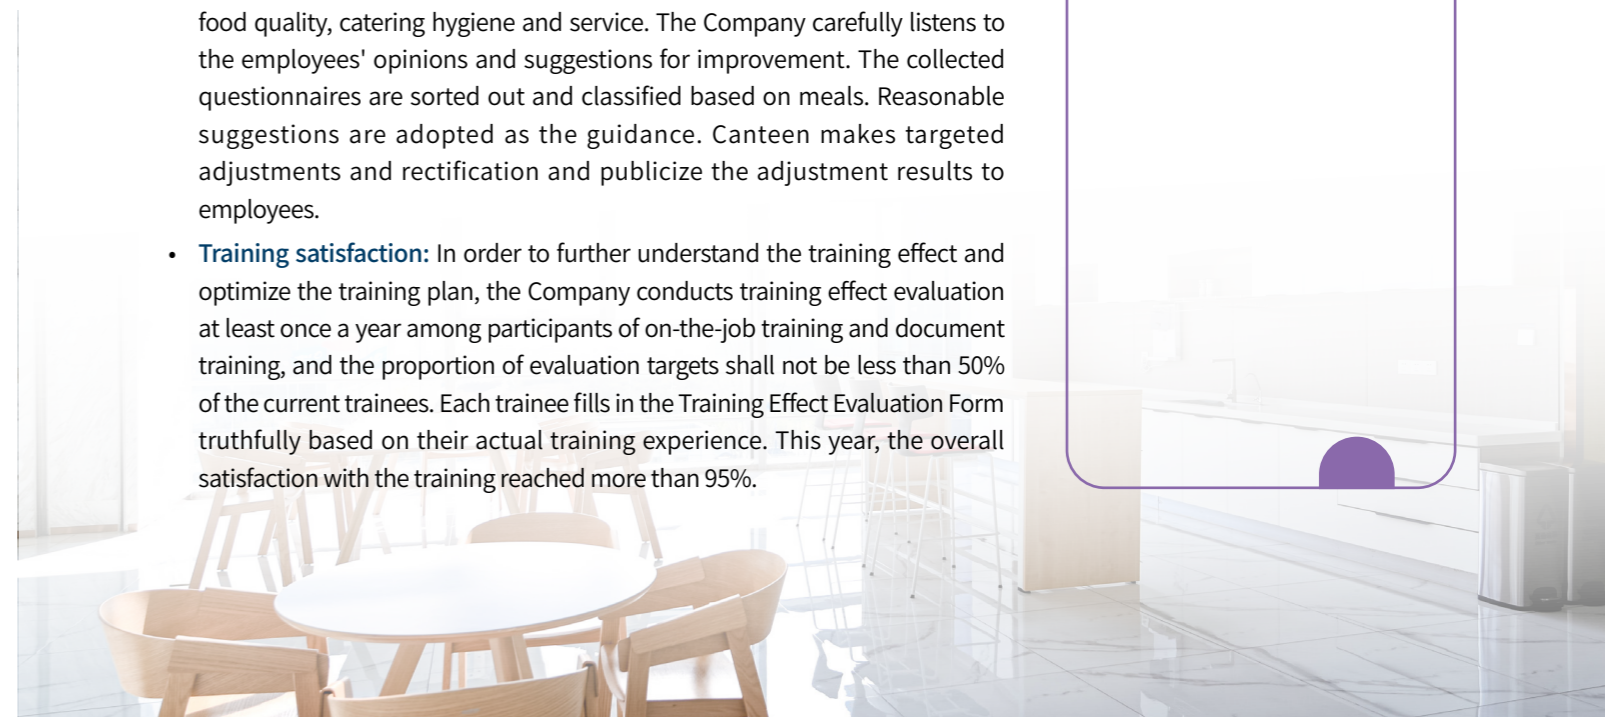 food quality, catering hygiene and service. The Company carefully listens to
the employees' opinions and suggestions for improvement. The collected
questionnaires are sorted out and classified based on meals. Reasonable
suggestions are adopted as the guidance. Canteen makes targeted
adjustments and rectification and publicize the adjustment results to
employees.
• Training satisfaction: In order to further understand the training effect and
optimize the training plan, the Company conducts training effect evaluation
at least once a year among participants of on-the-job training and document
training, and the proportion of evaluation targets shall not be less than 50%
of the current trainees. Each trainee fills in the Training Effect Evaluation Form
truthfully based on their actual training experience. This year, the overall
satisfaction with the training reached more than 95%.